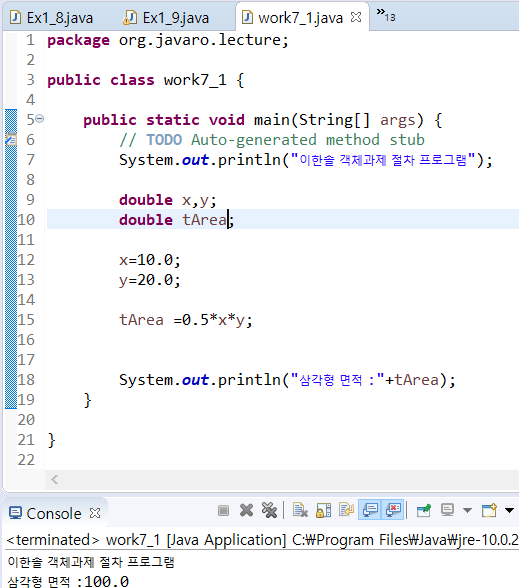 Ex1_8.java Ex1_9.java work7_1.java »13
1 package org.javaro.lecture;
2
3 public class work7_1 {
4
5 public static void main(String[] args) {
6 // TODO Auto-generated method stub
7 System.out.println("이한솔 객체과제 절차 프로그램");
8
9 double x,y;
10 double tArea;
11
12 x=10.0;
13 y=20.0;
14
15 tArea =0.5*x*y;
16
17
18 System.out.println("삼각형 면적 :"+tArea);
19 }
20
21 }
22
Console
<terminated> work7_1 [Java Application] C:₩Program Files₩Java₩jre-10.0.2
이한솔 객체과제 절차 프로그램
삼각형 면적 :100.0